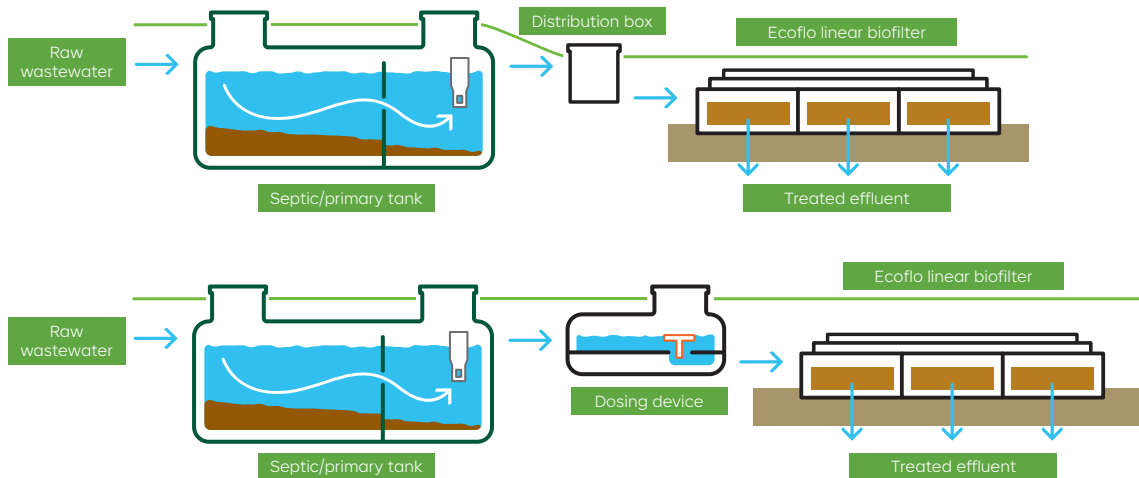 Distribution box
Ecoflo linear biofilter
Raw
wastewater
Septic/primary tank
Treated effluent
Ecoflo linear biofilter
Raw
wastewater
Dosing device
Septic/primary tank
Treated effluent